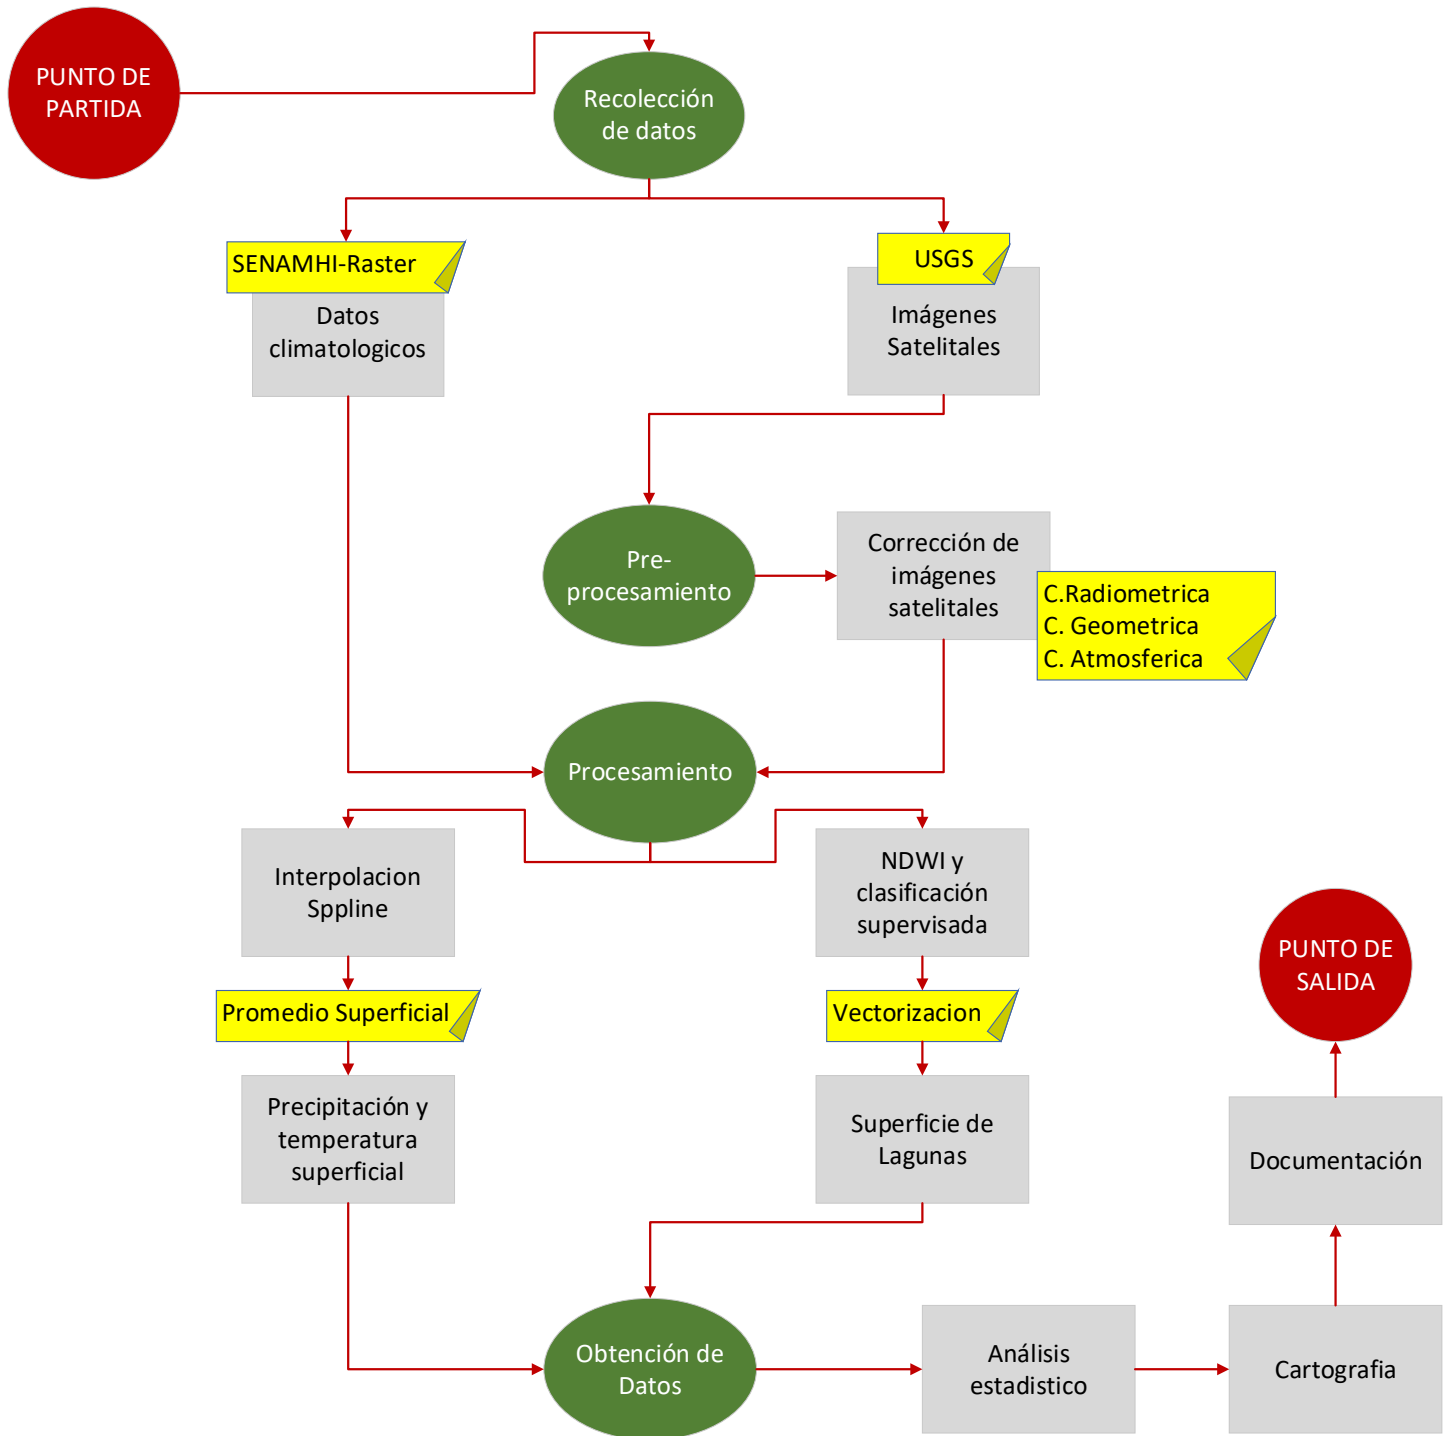 PUNTO DE
PARTIDA
Recolección
de datos
SENAMHI-Raster
USGS
Datos
climatologicos
Imágenes
Satelitales
Pre-
procesamiento
Corrección de
imágenes
satelitales
C.Radiometrica
C. Geometrica
C. Atmosferica
Procesamiento
Interpolacion
Sppline
NDWI y
clasificación
supervisada
Promedio Superficial
Vectorizacion
Precipitación y
temperatura
superficial
Superficie de
Lagunas
Obtención de
Datos
Análisis
estadistico
Cartografia
Documentación
PUNTO DE
SALIDA